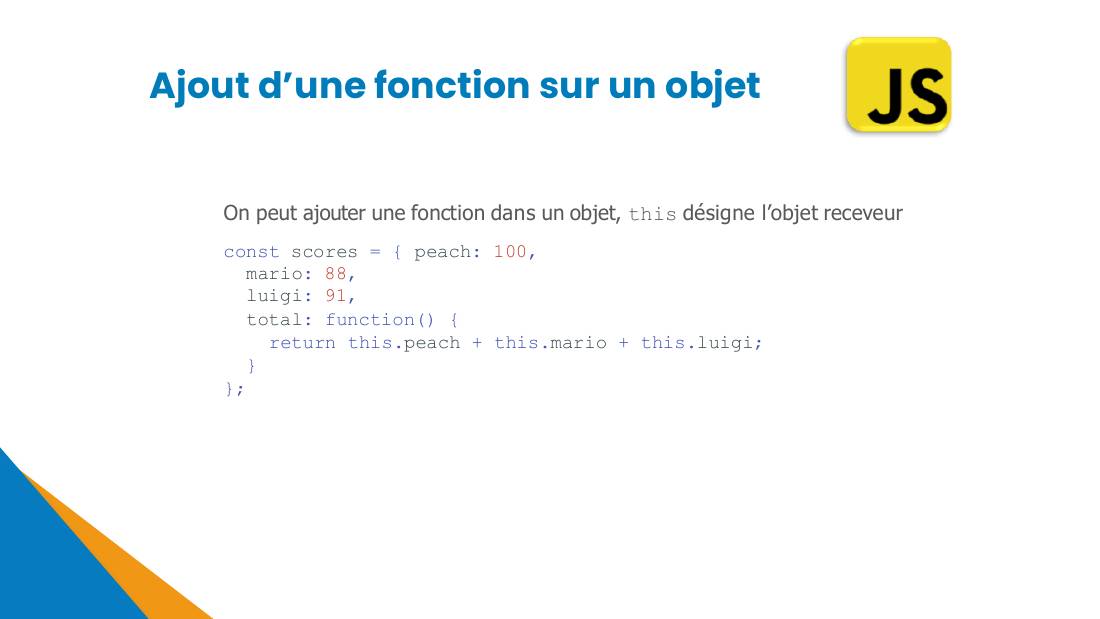 Ajout d’une fonction sur un objet
JS
On peut ajouter une fonction dans un objet, this désigne l’objet receveur
const scores = { peach: 100,
  mario: 88,
  luigi: 91,
  total: function() {
    return this.peach + this.mario + this.luigi;
  }
};